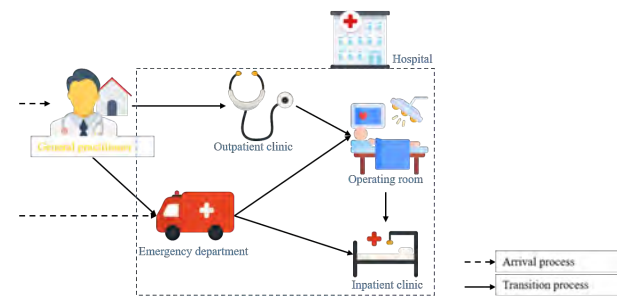 Hospital
General practitioner
Outpatient clinic
Operating room
Emergency department
Inpatient clinic
Arrival process
Transition process